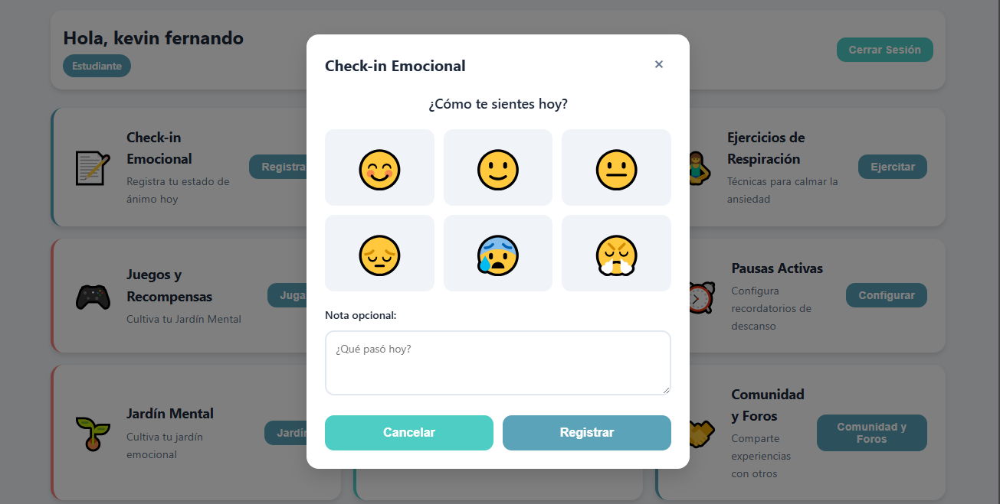 Hola, kevin fernando
Estudiante
Cerrar Sesión
Check-in Emocional
×
¿Cómo te sientes hoy?
Nota opcional:
¿Qué pasó hoy?
Cancelar
Registrar
Check-in
Emocional
Registra tu estado de
ánimo hoy
Ejercicios de
Respiración
Técnicas para calmar la
ansiedad
Ejercitar
Juegos y
Recompensas
Cultiva tu Jardín Mental
Pausas Activas
Configura
recordatorios de
descanso
Configurar
Jardín Mental
Cultiva tu jardín
emocional
Comunidad
y Foros
Comparte
experiencias
con otros
Comunidad y
Foros